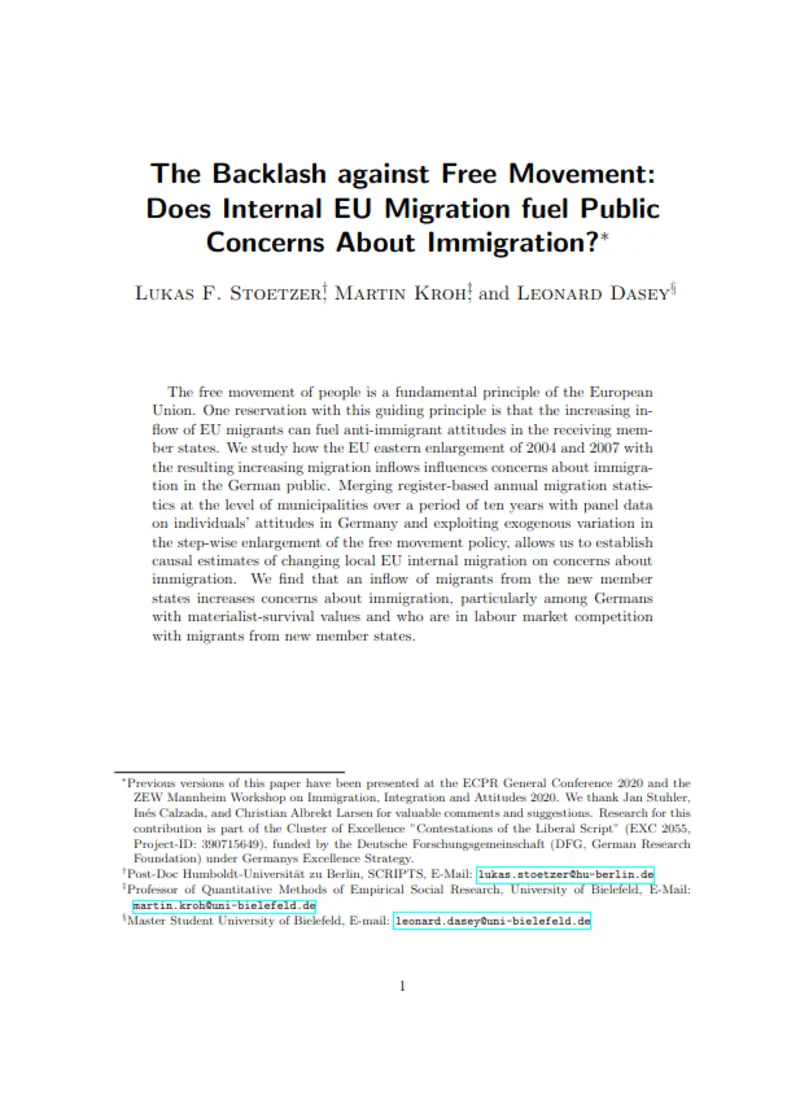 The Backlash against Free Movement:
Does Internal EU Migration fuel Public
Concerns About Immigration?*
Lukas F. Stoetzer†, Martin Kroh‡, and Leonard Dasey§
The free movement of people is a fundamental principle of the European
Union. One reservation with this guiding principle is that the increasing in-
flow of EU migrants can fuel anti-immigrant attitudes in the receiving mem-
ber states. We study how the EU eastern enlargement of 2004 and 2007 with
the resulting increasing migration inflows influences concerns about immigra-
tion in the German public. Merging register-based annual migration statis-
tics at the level of municipalities over a period of ten years with panel data
on individuals' attitudes in Germany and exploiting exogenous variation in
the step-wise enlargement of the free movement policy, allows us to establish
causal estimates of changing local EU internal migration on concerns about
immigration. We find that an inflow of migrants from the new member
states increases concerns about immigration, particularly among Germans
with materialist-survival values and who are in labour market competition
with migrants from new member states.
*Previous versions of this paper have been presented at the ECPR General Conference 2020 and the
ZEW Mannheim Workshop on Immigration, Integration and Attitudes 2020. We thank Jan Stuhler,
Inés Calzada, and Christian Albrekt Larsen for valuable comments and suggestions. Research for this
contribution is part of the Cluster of Excellence "Contestations of the Liberal Script" (EXC 2055,
Project-ID: 390715649), funded by the Deutsche Forschungsgemeinschaft (DFG, German Research
Foundation) under Germanys Excellence Strategy.
†Post-Doc Humboldt-Universität zu Berlin, SCRIPTS, E-Mail: lukas.stoetzer@hu-berlin.de
‡Professor of Quantitative Methods of Empirical Social Research, University of Bielefeld, E-Mail:
martin.kroh@uni-bielefeld.de
§Master Student University of Bielefeld, E-mail: leonard.dasey@uni-bielefeld.de
1